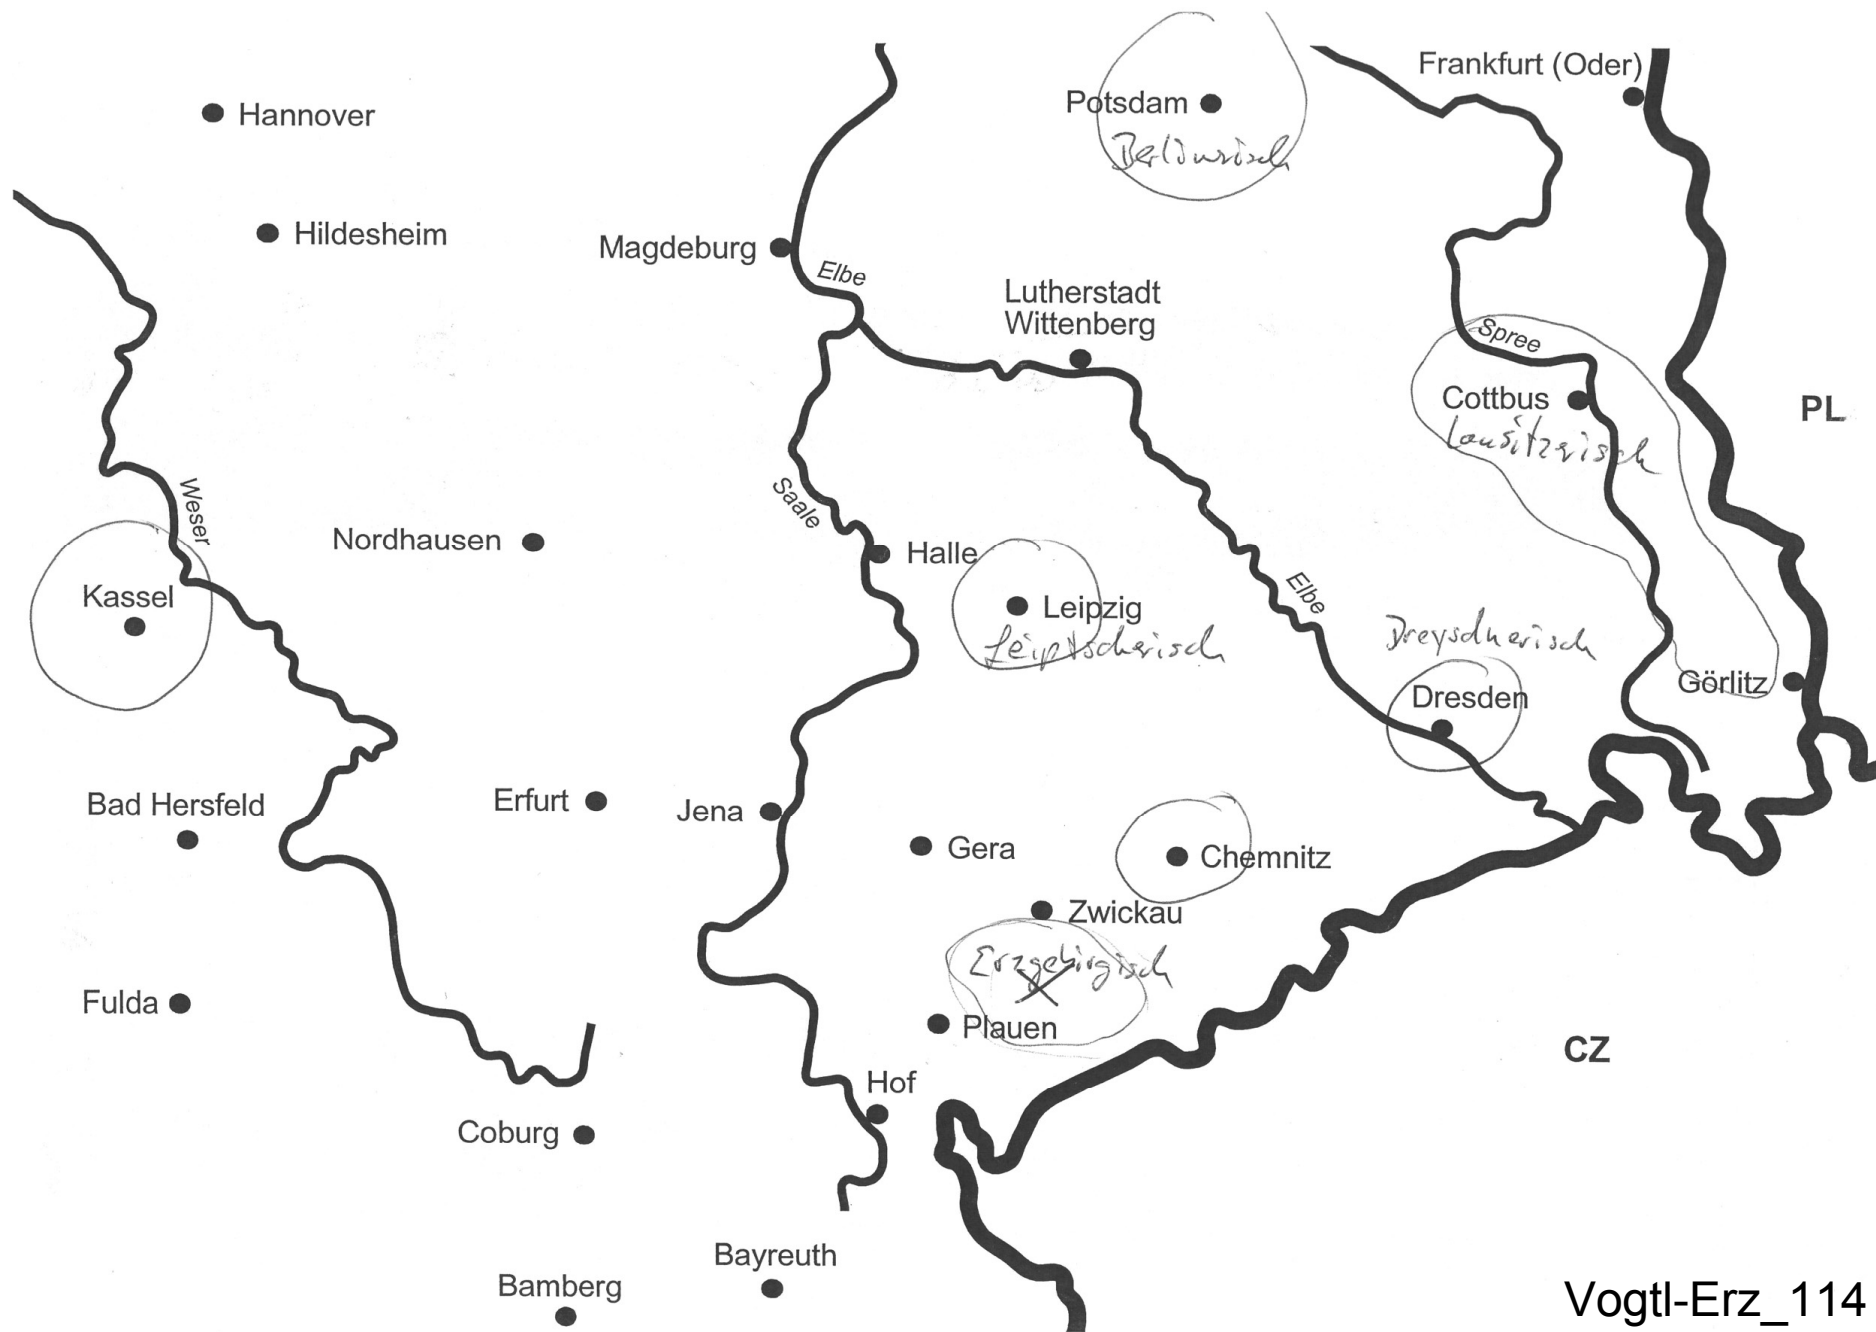 Frankfurt (Oder)
Potsdam
Hannover
Berlinerisch
Hildesheim
Magdeburg
Elbe
Lutherstadt
Wittenberg
Spree
Cottbus
PL
Lausitzerisch
Weser
Saale
Nordhausen
Halle
Kassel
Leipzig
Elbe
Leiptscherisch
Dreysdnerisch
Görlitz
Dresden
Bad Hersfeld
Erfurt
Jena
Gera
Chemnitz
Zwickau
Erzgebirgisch
Fulda
Plauen
CZ
Hof
Coburg
Bayreuth
Bamberg
Vogtl-Erz_114